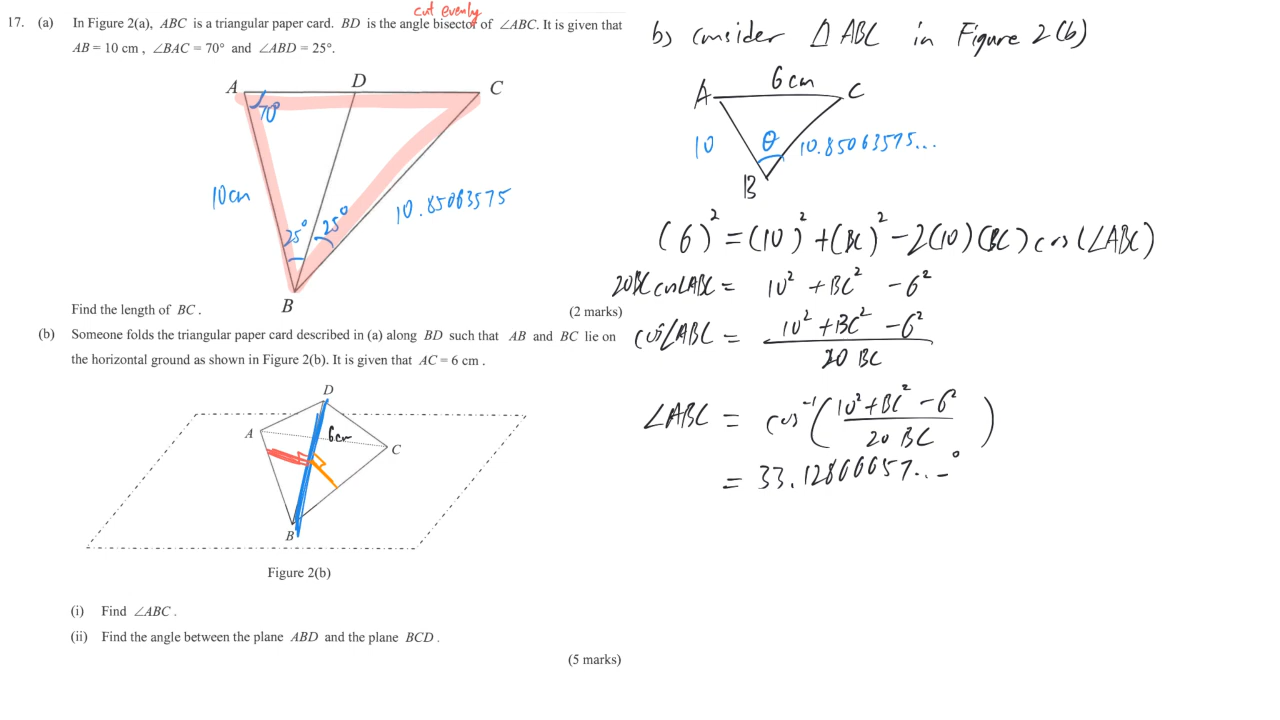 cut evenly
17. (a) In Figure 2(a), ABC is a triangular paper card. BD is the angle bisector of ∠ABC. It is given that
AB = 10 cm , ∠BAC = 70° and ∠ABD = 25°.
A D C
70°
10cm
10.85063575
25° 25°
B
Find the length of BC .
(2 marks)
(b) Someone folds the triangular paper card described in (a) along BD such that AB and BC lie on
the horizontal ground as shown in Figure 2(b). It is given that AC = 6 cm .
D
A 6cm C
B
Figure 2(b)
(i) Find ∠ABC .
(ii) Find the angle between the plane ABD and the plane BCD .
(5 marks)
b) consider △ABC in Figure 2(b)
A 6cm C
10 θ 10.85063575...
B
(6)² = (10)² + (BC)² - 2(10)(BC) cos(∠ABC)
20BC cos∠ABC = 10² + BC² - 6²
cos∠ABC = 10² + BC² - 6² / 20 BC
∠ABC = cos⁻¹( 10² + BC² - 6² / 20 BC )
= 33.12866657...°